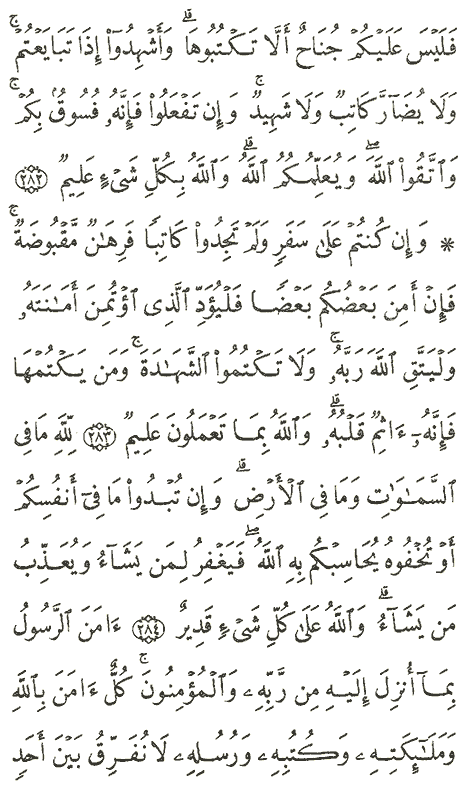 فَلَيۡسَ عَلَيۡكُمۡ جُنَاحٌ أَلَّا تَكۡتُبُوهَاۗ وَأَشۡهِدُوٓاْ إِذَا تَبَايَعۡتُمۡۚ
وَلَا يُضَآرَّ كَاتِبٞ وَلَا شَهِيدٞۚ وَإِن تَفۡعَلُواْ فَإِنَّهُۥ فُسُوقُۢ بِكُمۡۗ
وَٱتَّقُواْ ٱللَّهَۖ وَيُعَلِّمُكُمُ ٱللَّهُۗ وَٱللَّهُ بِكُلِّ شَيۡءٍ عَلِيمٞ ٢٨٢
* وَإِن كُنتُمۡ عَلَىٰ سَفَرٖ وَلَمۡ تَجِدُواْ كَاتِبٗا فَرِهَٰنٞ مَّقۡبُوضَةٞۖ
فَإِنۡ أَمِنَ بَعۡضُكُم بَعۡضٗا فَلۡيُؤَدِّ ٱلَّذِي ٱؤۡتُمِنَ أَمَٰنَتَهُۥ
وَلۡيَتَّقِ ٱللَّهَ رَبَّهُۥۗ وَلَا تَكۡتُمُواْ ٱلشَّهَٰدَةَۚ وَمَن يَكۡتُمۡهَا
فَإِنَّهُۥٓ ءَاثِمٞ قَلۡبُهُۥۗ وَٱللَّهُ بِمَا تَعۡمَلُونَ عَلِيمٞ ٢٨٣ لِّلَّهِ مَا فِي
ٱلسَّمَٰوَٰتِ وَمَا فِي ٱلۡأَرۡضِۗ وَإِن تُبۡدُواْ مَا فِيٓ أَنفُسِكُمۡ
أَوۡ تُخۡفُوهُ يُحَاسِبۡكُم بِهِ ٱللَّهُۖ فَيَغۡفِرُ لِمَن يَشَآءُ وَيُعَذِّبُ
مَن يَشَآءُۗ وَٱللَّهُ عَلَىٰ كُلِّ شَيۡءٖ قَدِيرٌ ٢٨٤ ءَامَنَ ٱلرَّسُولُ
بِمَآ أُنزِلَ إِلَيۡهِ مِن رَّبِّهِۦ وَٱلۡمُؤۡمِنُونَۚ كُلٌّ ءَامَنَ بِٱللَّهِ
وَمَلَٰٓئِكَتِهِۦ وَكُتُبِهِۦ وَرُسُلِهِۦ لَا نُفَرِّقُ بَيۡنَ أَحَدٖ